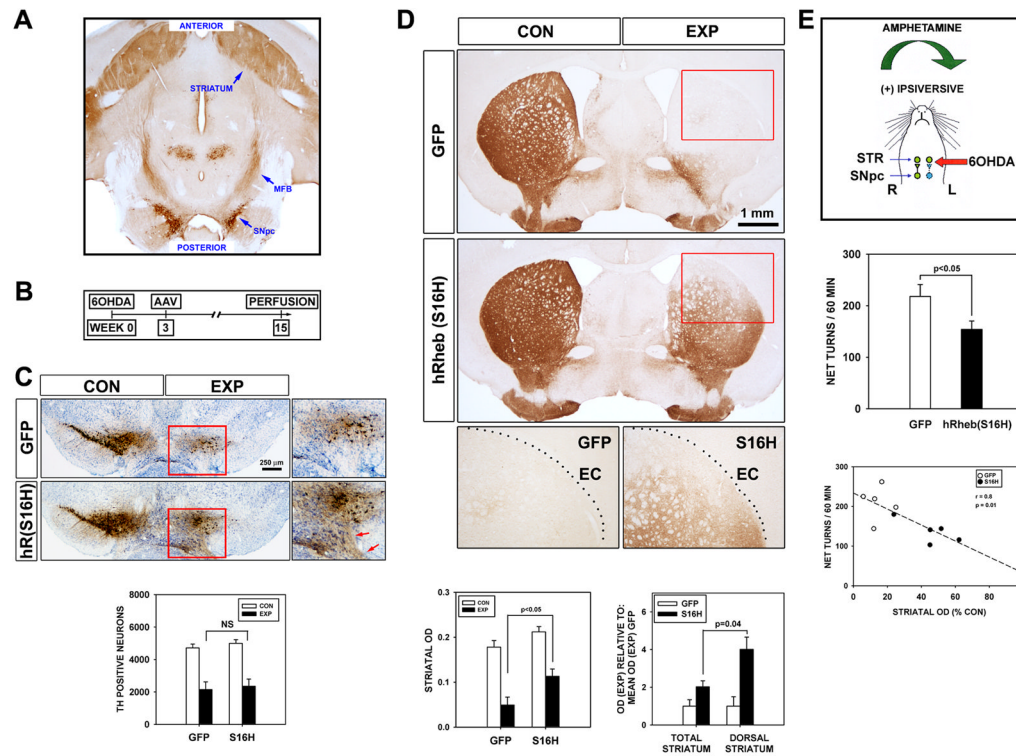 A
ANTERIOR
STRIATUM
MFB
SNpc
POSTERIOR
B
6OHDA AAV PERFUSION
WEEK 0 3 15
C
CON EXP
GFP
250 µm
hR(S16H)
TH POSITIVE NEURONS
8000
6000
4000
2000
0
CON
EXP
NS
GFP S16H
D
CON EXP
GFP
1 mm
hRheb (S16H)
GFP
EC
S16H
EC
STRIATAL OD
0.3
0.2
0.1
0.0
CON
EXP
p<0.05
GFP S16H
OD (EXP) RELATIVE TO:
MEAN OD (EXP) GFP
6
4
2
0
GFP
S16H
p=0.04
TOTAL STRIATUM
DORSAL STRIATUM
E
AMPHETAMINE
(+) IPSIVERSIVE
STR
6OHDA
SNpc
R L
NET TURNS / 60 MIN
300
200
100
0
p<0.05
GFP hRheb(S16H)
NET TURNS / 60 MIN
300
200
100
0
GFP
S16H
r = 0.8
p = 0.01
0 20 40 60 80
STRIATAL OD (% CON)